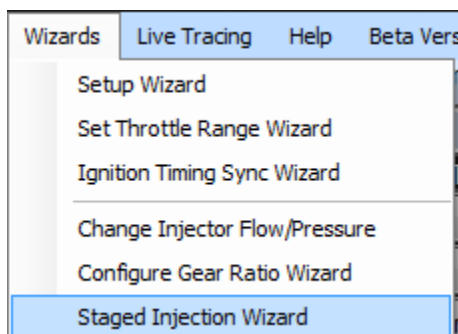 Wizards Live Tracing Help Beta Vers
Setup Wizard
Set Throttle Range Wizard
Ignition Timing Sync Wizard
Change Injector Flow/Pressure
Configure Gear Ratio Wizard
Staged Injection Wizard